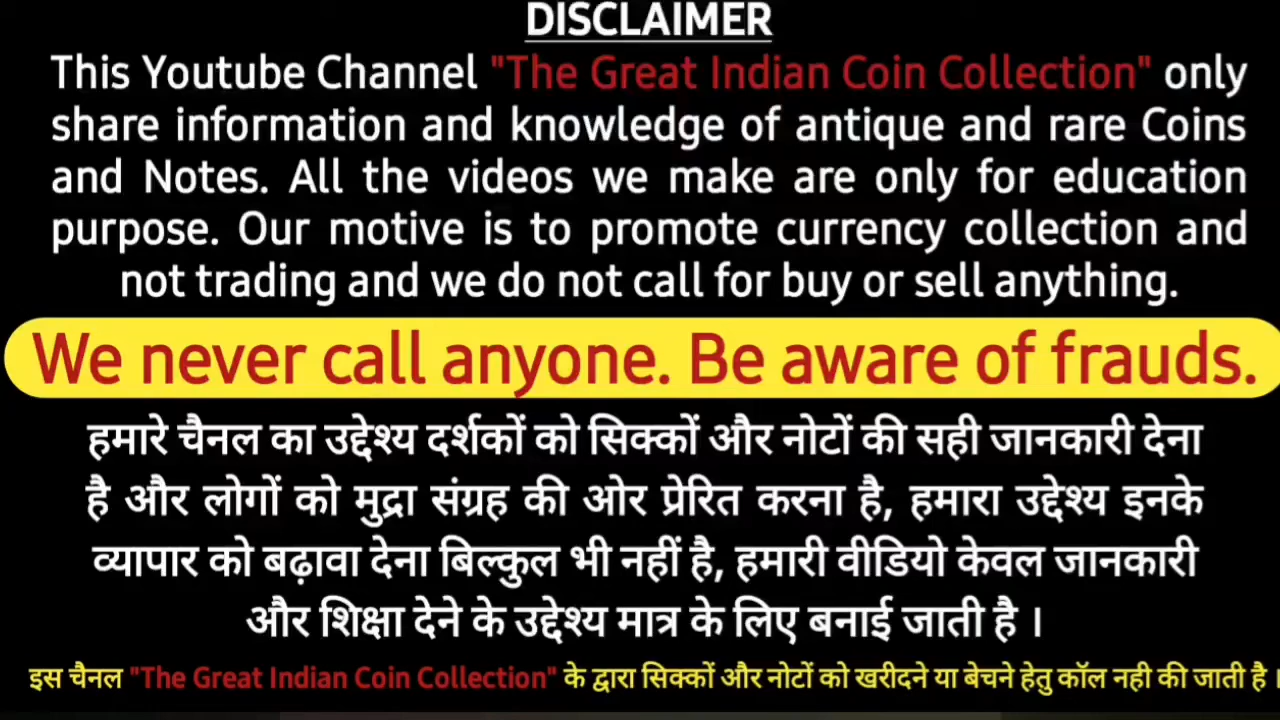 DISCLAIMER
This Youtube Channel "The Great Indian Coin Collection" only
share information and knowledge of antique and rare Coins
and Notes. All the videos we make are only for education
purpose. Our motive is to promote currency collection and
not trading and we do not call for buy or sell anything.
We never call anyone. Be aware of frauds.
हमारे चैनल का उद्देश्य दर्शकों को सिक्कों और नोटों की सही जानकारी देना
है और लोगों को मुद्रा संग्रह की ओर प्रेरित करना है, हमारा उद्देश्य इनके
व्यापार को बढ़ावा देना बिल्कुल भी नहीं है, हमारी वीडियो केवल जानकारी
और शिक्षा देने के उद्देश्य मात्र के लिए बनाई जाती है ।
इस चैनल "The Great Indian Coin Collection" के द्वारा सिक्कों और नोटों को खरीदने या बेचने हेतु कॉल नही की जाती है ।